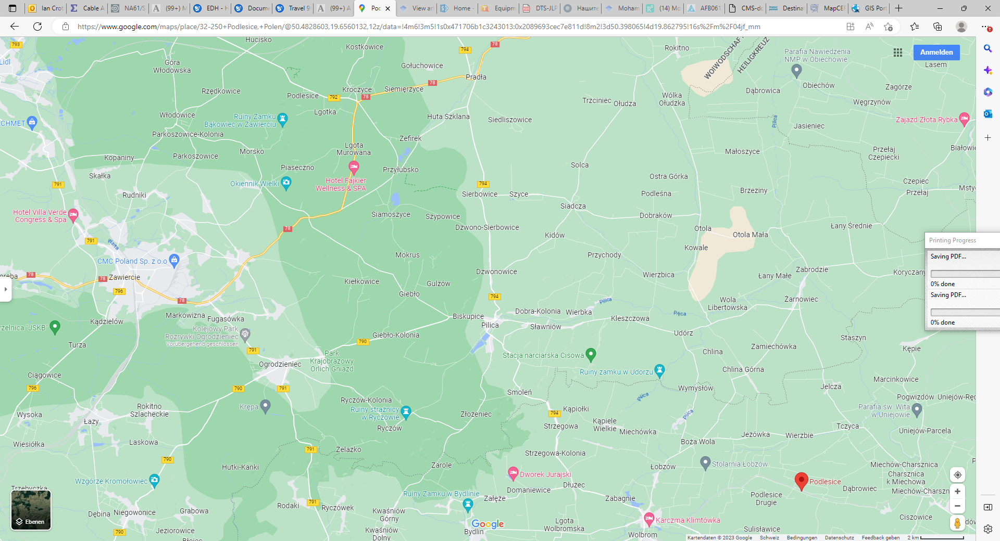 Ian Crot
Cable A
NA61/S
(99+) M
EDH - H
Docume
Travel 9
(99+) A
Poc
View art
Home -
Equipm
DTS-JLP
Нашите
Moham
(14) Mo
AFB061
CMS-dc
Destina
MapCER
GIS Port
https://www.google.com/maps/place/32-250+Podlesice,+Polen/@50.4828603,19.6560132,12z/data=!4m6!3m5!1s0x471706b1c3243013:0x2089693cec7e811d!8m2!3d50.398065!4d19.862795!16s%2Fm%2F04jf_mm
793
Lidl
Hucisko
Kostkowice
794
78
Rokitno
WOIWODSCHAFT
HEILIGKREUZ
Parafia Nawiedzenia
NMP w Obiechowie
Anmelden
Lasem
Góra
Włodowska
Gołuchowice
Pradła
78
Siemięrzyce
Kroczyce
78
792
Podlesice
Rzędkowice
Lgotka
Obiechów
Zagórze
Dąbrowica
Węgrzynów
Trzciniec
Ołudza
Wólka
Ołudzka
Włodowice
Ruiny Zamku
Bąkowiec w Zawierciu
Huta Szklana
Siedliszowice
Pilica
Jasieniec
Zajazd Złota Rybka
ACHMET
Parkoszowice-Kolonia
Zefirek
Lgota
Murowana
Morsko
Kopaniny
Parkoszowice
Małoszyce
Przełaj
Czepiecki
Białowie
Skałka
Piaseczno
Przyłubsko
Solca
Ostra Górka
Hotel Fajkier
Wellness & SPA
Okiennik Wielki
791
794
Sierbowice
Szyce
Podleśna
Brzeziny
Czepiec
Przełaj
Mstyc
Rudniki
Siadcza
Hotel Villa Verde
Congress & Spa
Siamoszyce
Szypowice
Dobraków
78
Dzwono-Sierbowice
Kidów
Otola
Otola Mała
Łany Średnie
791
Warta
Kowale
Printing Progress
Saving PDF...
0% done
Saving PDF...
0% done
CMC Poland Sp. z o.o
Mokrus
Przychody
Dzwonowice
Wierzbica
Łany Małe
Zabrodzie
Koryczany
oreba
78
78
Zawiercie
796
78
Kiełkowice
Gulzów
Giebło
794
Pilica
Wola
Libertowska
Żarnowiec
Markowizna
Fugasówka
Kądzielów
Biskupice
Dobra-Kolonia
Wierbka
Kleszczowa
Pilica
Pilica
Sławniów
Udórz
rzelnica "JSKB"
Kolejowy Park
Rozrywki Ogrodzieniec
Vorübergehend geschlossen
Giebło-Kolonia
790
791
Turza
Staszyn
Zamiechówka
Kępie
Chlina
Stacja narciarska Cisowa
Park
Krajobrazowy
Orlich Gniazd
Ogrodzieniec
Ruiny zamku w Udorzu
Chlina Górna
Ciągowice
796
790
791
Marcinkowice
Jelcza
Wymysłów
Smoleń
Pilica
Pogwizdów
Uniejów-Ręd
Ryczów-Kolonia
Ruiny strażnicy
w Ryczowie
Krępa
Rokitno
Szlacheckie
Wysoka
Łazy
Złożeniec
794
Kąpiołki
Pilica
Parafia św. Wita
w Uniejowie
Ryczów
Strzegowa
Kąpiele
Wielkie
Miechówka
Jeżówka
Wierzbie
Tczyca
Uniejów-Parcela
Wiesiółka
Laskowa
Boża Wola
Żelazko
791
Strzegowa-Kolonia
790
Żarole
Hutki-Kanki
Łobzów
Stolarnia Łobzów
Miechów-Charsznica
Charsznica
k Miechowa
Miechów-Charszn
Dworek Jurajski
Podlesice
Wzgórze Kromołowiec
Dłużec
Domaniewice
Dąbrowiec
Trzebyczka
Ruiny Zamku w Bydlinie
Załęże
Zabagnie
Podlesice
Drugie
791
Rodaki
Ryczówek
Kwaśniów
Górny
Dębina
Niegowonice
Grabowa
Ebenen
Google
Karczma Klimtówka
Ciszowice
Lgota
Wolbromska
Sulisławice
790
Jeziorowice
Kwaśniów
Dolny
Bydlin
Wolbrom
Kartendaten © 2023 Google
Schweiz
Bedingungen
Datenschutz
Feedback geben
2 km